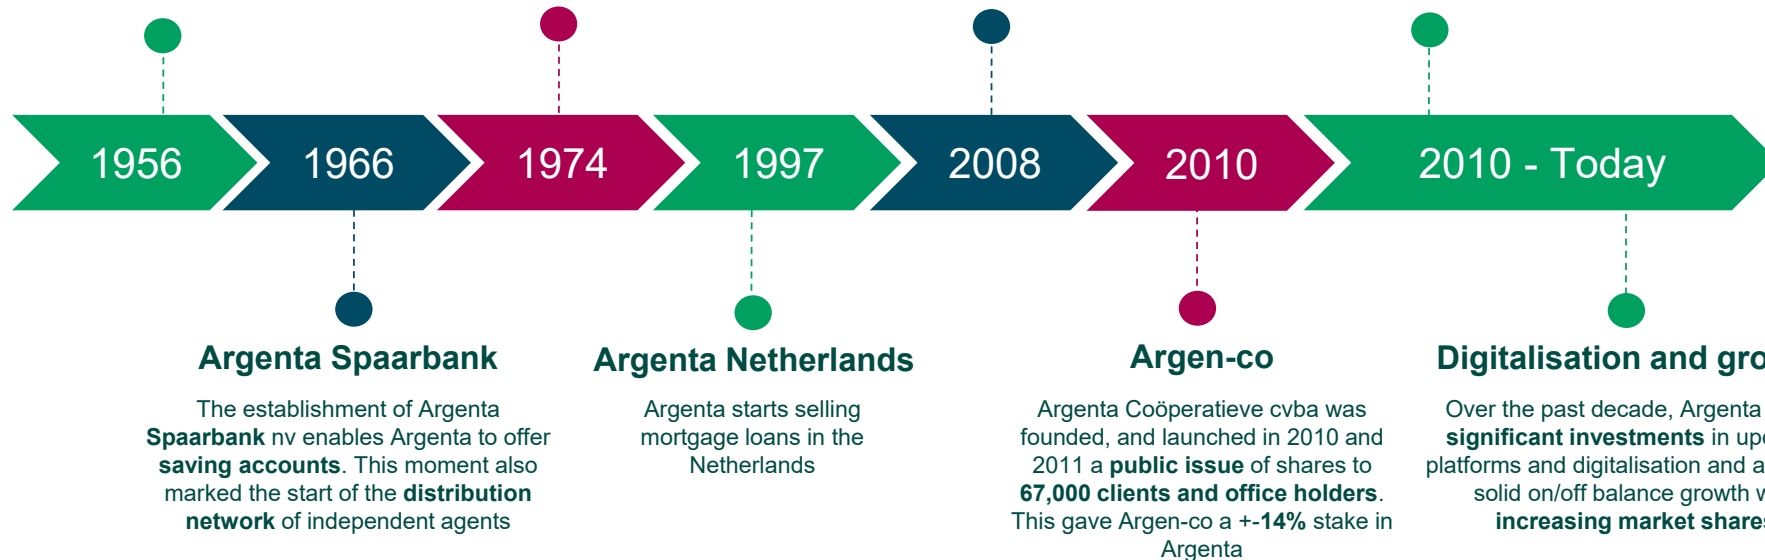 1956
1966
1974
1997
2008
2010
2010 - Today
Argenta Spaarbank
The establishment of Argenta
Spaarbank nv enables Argenta to offer
saving accounts. This moment also
marked the start of the distribution
network of independent agents
Argenta Netherlands
Argenta starts selling
mortgage loans in the
Netherlands
Argen-co
Argenta Coöperatieve cvba was
founded, and launched in 2010 and
2011 a public issue of shares to
67,000 clients and office holders.
This gave Argen-co a +-14% stake in
Argenta
Digitalisation and
Over the past decade, Argenta
significant investments in
platforms and digitalisation and
solid on/off balance growth
increasing market